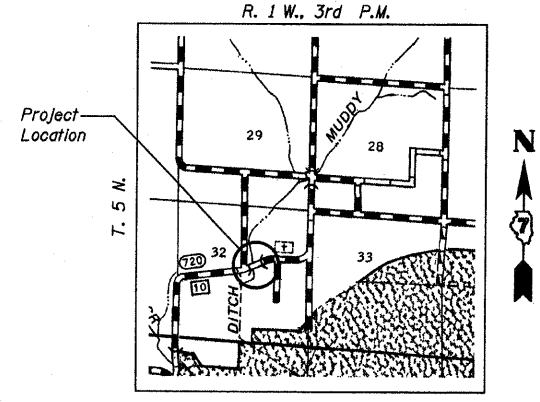 R. 1 W., 3rd P.M.
Project
Location
T. 5 N.
29
MUDDY
28
N
7
32
33
720
10
DITCH